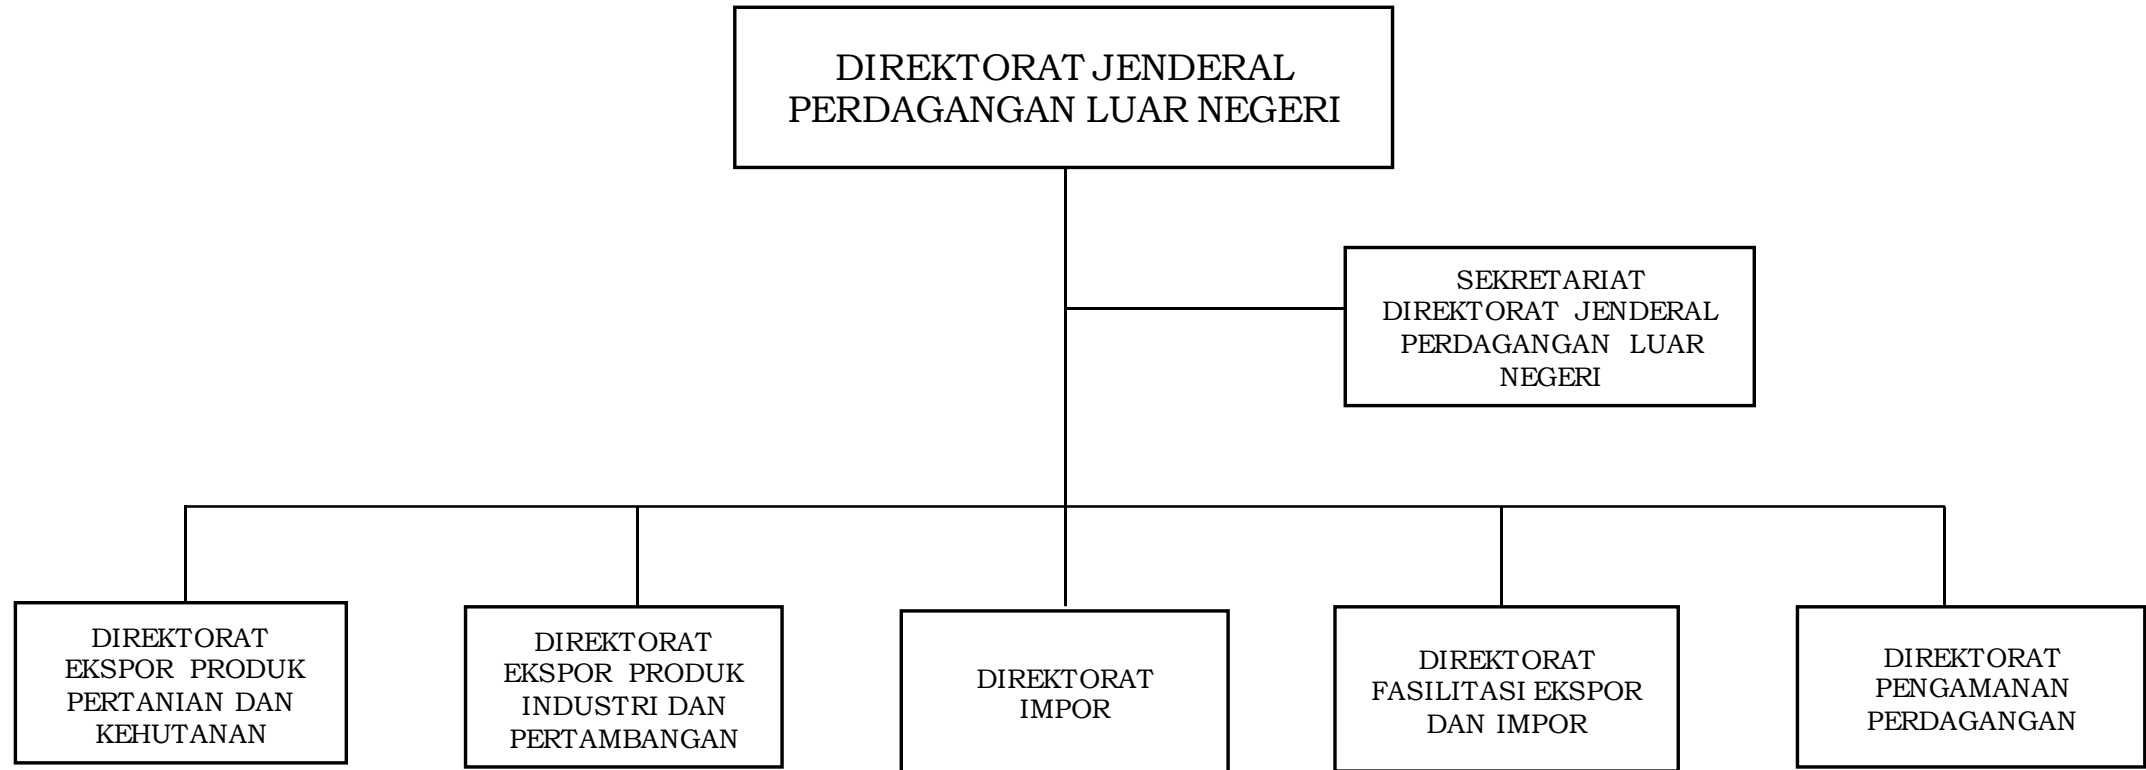 DIREKTORAT JENDERAL
PERDAGANGAN LUAR NEGERI
SEKRETARIAT
DIREKTORAT JENDERAL
PERDAGANGAN LUAR
NEGERI
DIREKTORAT
EKSPOR PRODUK
PERTANIAN DAN
KEHUTANAN
DIREKTORAT
EKSPOR PRODUK
INDUSTRI DAN
PERTAMBANGAN
DIREKTORAT
IMPOR
DIREKTORAT
FASILITASI EKSPOR
DAN IMPOR
DIREKTORAT
PENGAMANAN
PERDAGANGAN